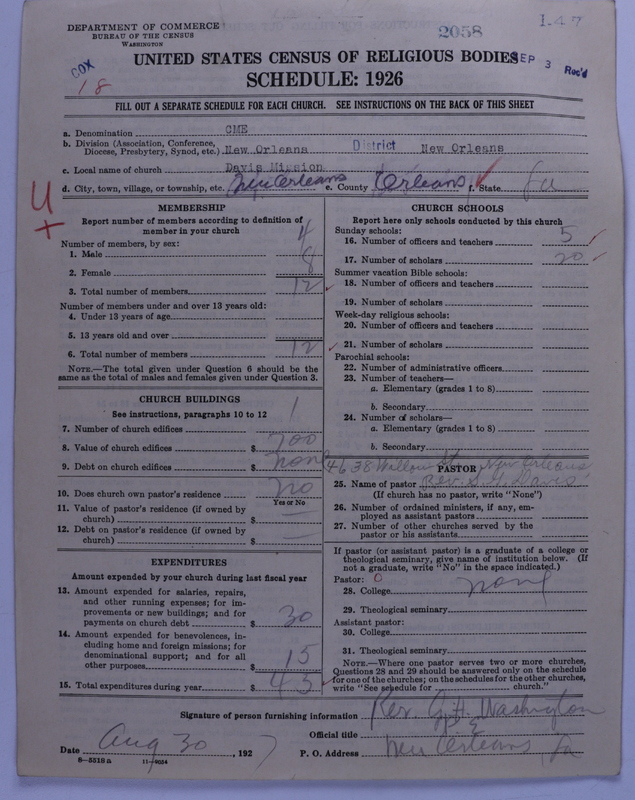 DEPARTMENT OF COMMERCE
BUREAU OF THE CENSUS
WASHINGTON
2058
1-47
COX
18
UNITED STATES CENSUS OF RELIGIOUS BODIES
SEP 3 Rec'd
SCHEDULE: 1926
FILL OUT A SEPARATE SCHEDULE FOR EACH CHURCH. SEE INSTRUCTIONS ON THE BACK OF THIS SHEET
a. Denomination CME
b. Division (Association, Conference, Diocese, Presbytery, Synod, etc.) New Orleans District New Orleans
c. Local name of church Davis Mission
d. City, town, village, or township, etc. New Orleans e. County Orleans f. State La
U
+
MEMBERSHIP
Report number of members according to definition of
member in your church
Number of members, by sex:
1. Male 4
2. Female 8
3. Total number of members 12
Number of members under and over 13 years old:
4. Under 13 years of age
5. 13 years old and over
6. Total number of members 12
NOTE.—The total given under Question 6 should be the
same as the total of males and females given under Question 3.
CHURCH BUILDINGS
See instructions, paragraphs 10 to 12
7. Number of church edifices 1
8. Value of church edifices $ 700
9. Debt on church edifices $ none
10. Does church own pastor's residence no
Yes or No
11. Value of pastor's residence (if owned by
church) $ —
12. Debt on pastor's residence (if owned by
church) $ —
EXPENDITURES
Amount expended by your church during last fiscal year
13. Amount expended for salaries, repairs,
and other running expenses; for im-
provements or new buildings; and for
payments on church debt $ 30
14. Amount expended for benevolences, in-
cluding home and foreign missions; for
denominational support; and for all
other purposes $ 15
15. Total expenditures during year $ 45
CHURCH SCHOOLS
Report here only schools conducted by this church
Sunday schools:
16. Number of officers and teachers 5
17. Number of scholars 20
Summer vacation Bible schools:
18. Number of officers and teachers
19. Number of scholars
Week-day religious schools:
20. Number of officers and teachers
21. Number of scholars
Parochial schools:
22. Number of administrative officers
23. Number of teachers—
a. Elementary (grades 1 to 8)
b. Secondary
24. Number of scholars—
a. Elementary (grades 1 to 8)
b. Secondary
4638 Willow St. New Orleans
PASTOR
25. Name of pastor Rev. S. H. Davis
(If church has no pastor, write "None")
26. Number of ordained ministers, if any, em-
ployed as assistant pastors
27. Number of other churches served by the
pastor or his assistants
If pastor (or assistant pastor) is a graduate of a college or
theological seminary, give name of institution below. (If
not a graduate, write "No" in the space indicated.)
Pastor: 0
28. College none
29. Theological seminary
Assistant pastor:
30. College
31. Theological seminary
NOTE.—Where one pastor serves two or more churches,
Questions 28 and 29 should be answered only on the schedule
for one of the churches; on the schedules for the other churches,
write "See schedule for church."
Signature of person furnishing information Rev. G. H. Washington
Official title P E
Date Aug 30, 1927 P. O. Address New Orleans La
8—5518a 11—9034